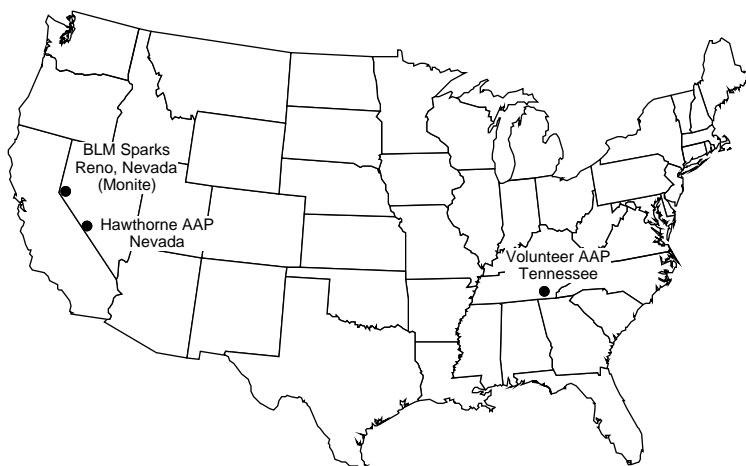 BLM Sparks
Reno, Nevada
(Monite)
Hawthorne AAP
Nevada
Volunteer AAP
Tennessee